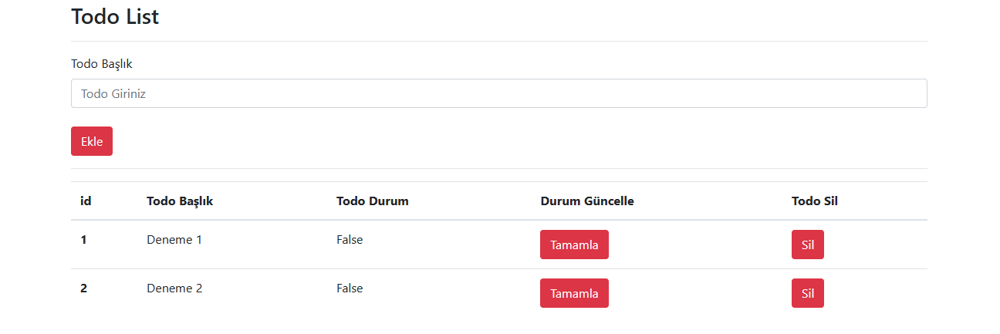 Todo List
Todo Başlık
Todo Giriniz
Ekle
id Todo Başlık Todo Durum Durum Güncelle Todo Sil
1 Deneme 1 False Tamamla Sil
2 Deneme 2 False Tamamla Sil